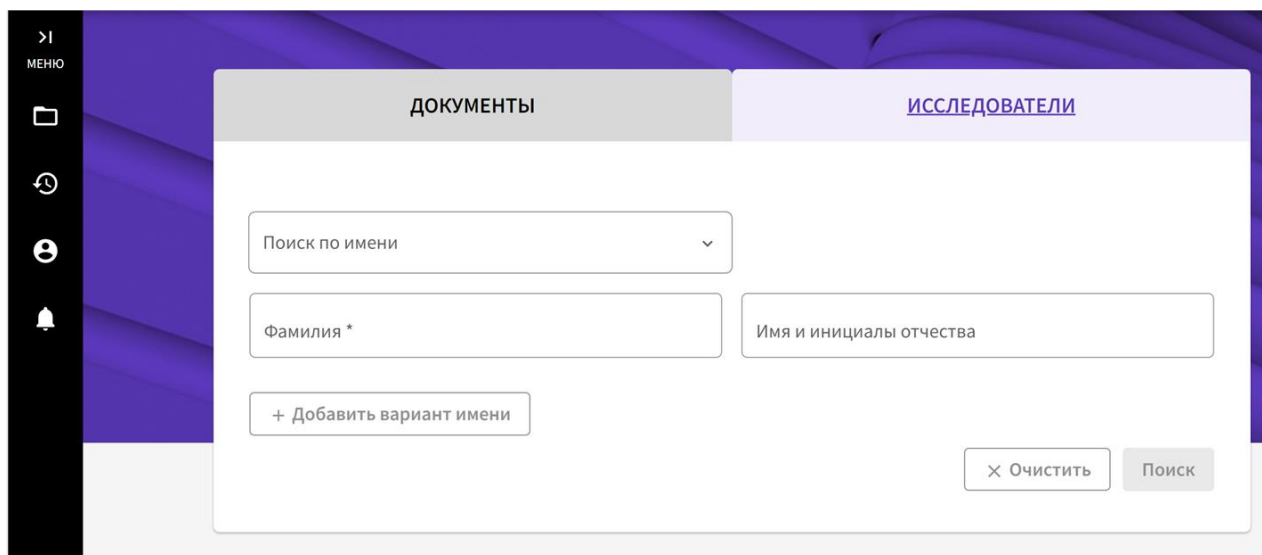 МЕНЮ
ДОКУМЕНТЫ
ИССЛЕДОВАТЕЛИ
Поиск по имени
Фамилия *
Имя и инициалы отчества
+ Добавить вариант имени
× Очистить
Поиск